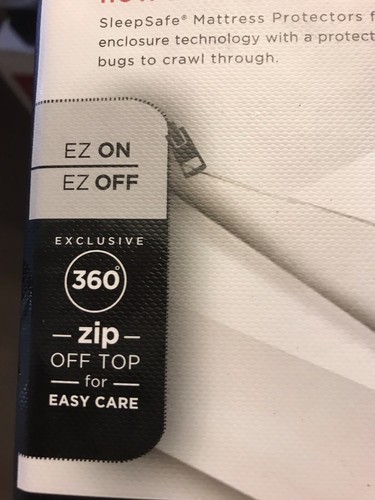 SleepSafe® Mattress Protectors
enclosure technology with a protect
bugs to crawl through.
EZ ON
EZ OFF
EXCLUSIVE
360°
zip
OFF TOP
for
EASY CARE